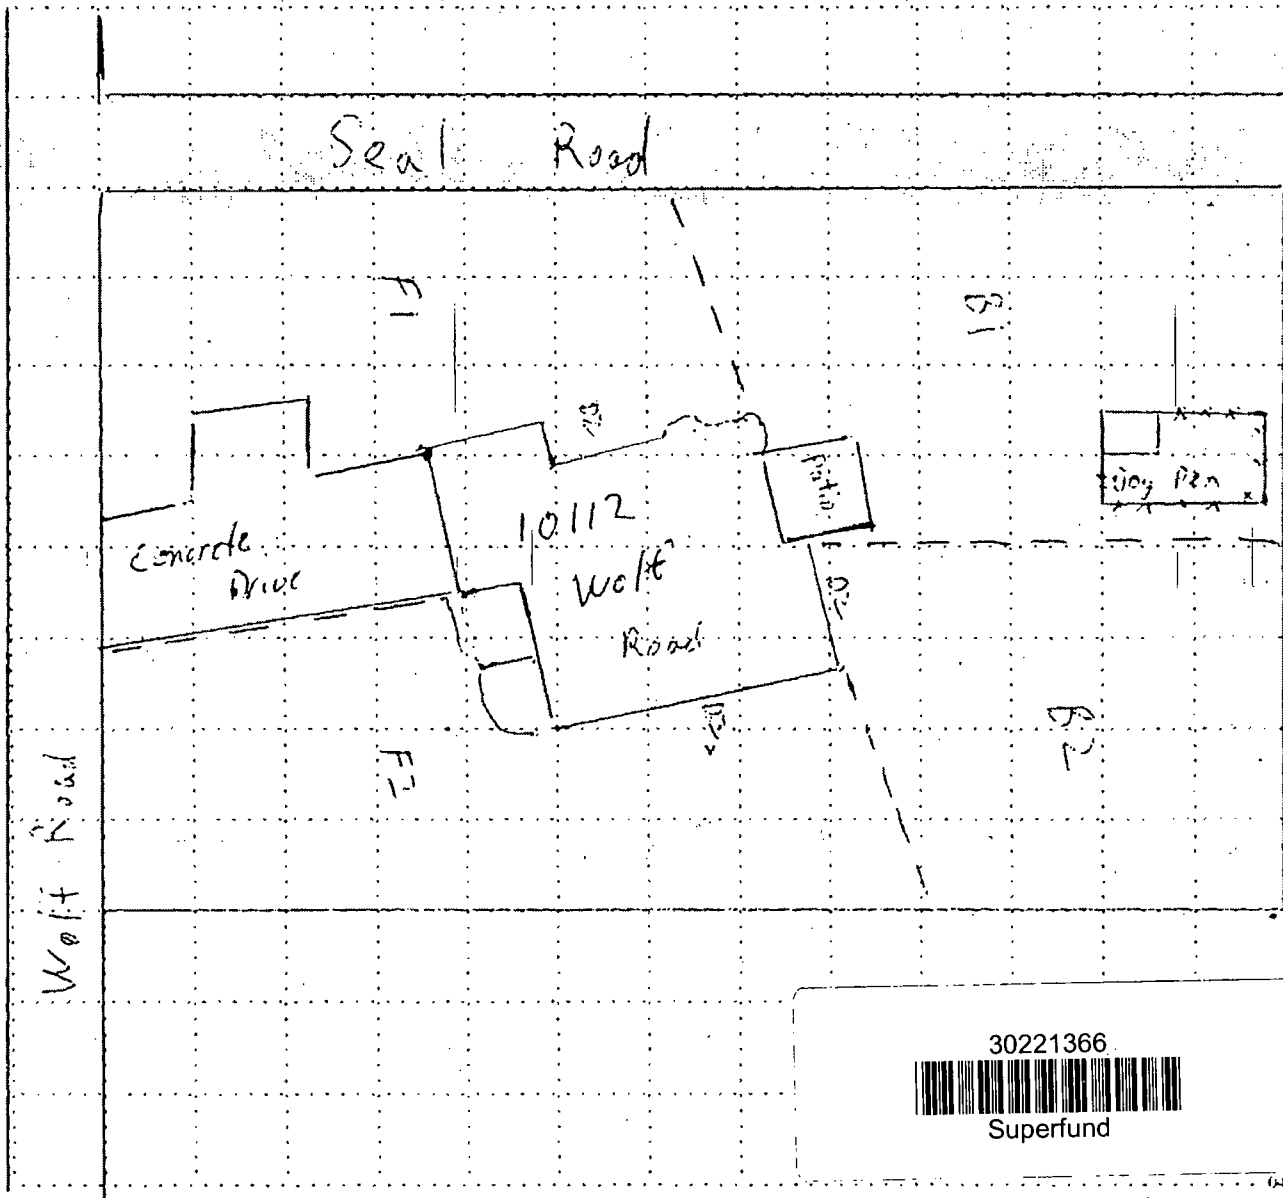 Seal Road
F1
B1
Patio
Dog Pen
10112
Wolf
Road
Concrete
Drive
F2
B2
Wolf Road
30221366
Superfund